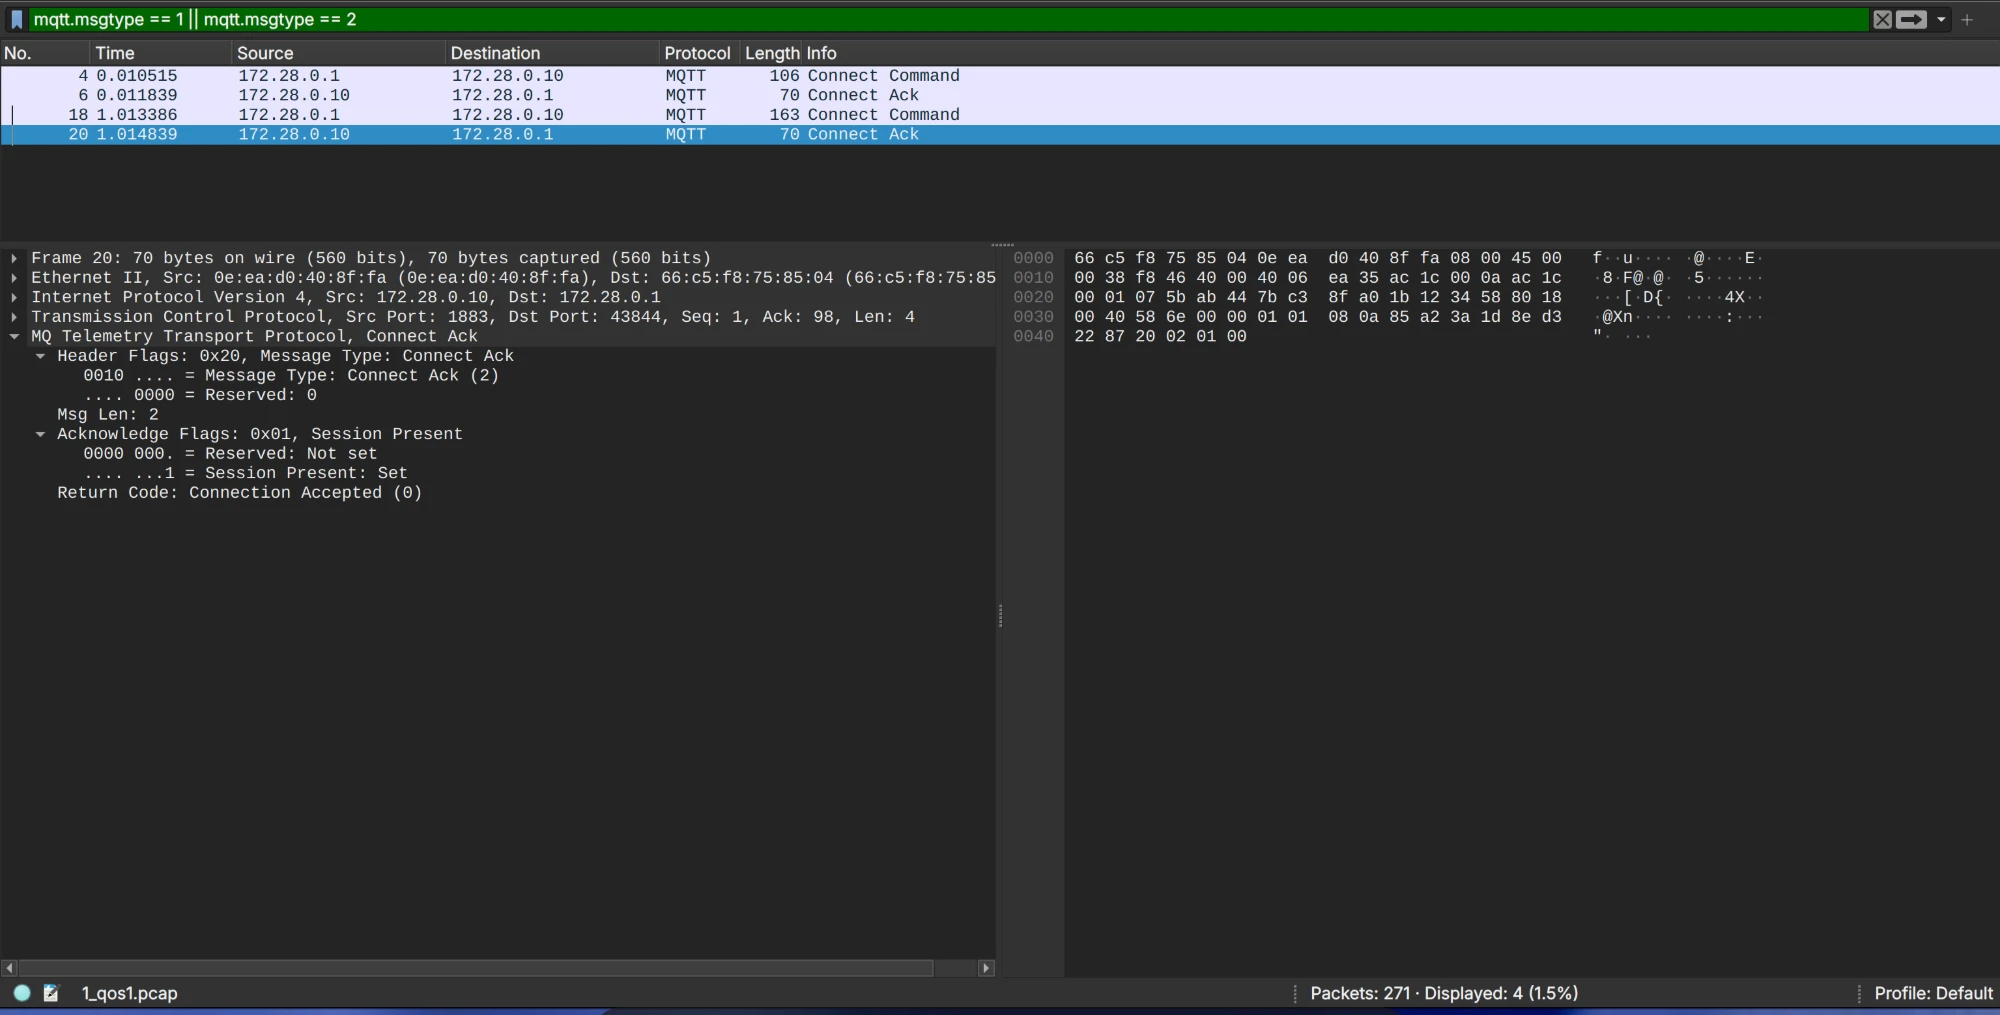 mqtt.msgtype == 1 || mqtt.msgtype == 2
No. Time Source Destination Protocol Length Info
4 0.010515 172.28.0.1 172.28.0.10 MQTT 106 Connect Command
6 0.011839 172.28.0.10 172.28.0.1 MQTT 70 Connect Ack
18 1.013386 172.28.0.1 172.28.0.10 MQTT 163 Connect Command
20 1.014839 172.28.0.10 172.28.0.1 MQTT 70 Connect Ack
Frame 20: 70 bytes on wire (560 bits), 70 bytes captured (560 bits)
Ethernet II, Src: 0e:ea:d0:40:8f:fa (0e:ea:d0:40:8f:fa), Dst: 66:c5:f8:75:85:04 (66:c5:f8:75:85
Internet Protocol Version 4, Src: 172.28.0.10, Dst: 172.28.0.1
Transmission Control Protocol, Src Port: 1883, Dst Port: 43844, Seq: 1, Ack: 98, Len: 4
MQ Telemetry Transport Protocol, Connect Ack
Header Flags: 0x20, Message Type: Connect Ack
0010 .... = Message Type: Connect Ack (2)
.... 0000 = Reserved: 0
Msg Len: 2
Acknowledge Flags: 0x01, Session Present
0000 000. = Reserved: Not set
.... ...1 = Session Present: Set
Return Code: Connection Accepted (0)
0000 66 c5 f8 75 85 04 0e ea d0 40 8f fa 08 00 45 00 f··u···· ·@····E·
0010 00 38 f8 46 40 00 40 06 ea 35 ac 1c 00 0a ac 1c ·8·F@·@· ·5······
0020 00 01 07 5b ab 44 7b c3 8f a0 1b 12 34 58 80 18 ···[·D{· ····4X··
0030 00 40 58 6e 00 00 01 01 08 0a 85 a2 3a 1d 8e d3 ·@Xn···· ····:···
0040 22 87 20 02 01 00 "· ···
1_qos1.pcap
Packets: 271 · Displayed: 4 (1.5%)
Profile: Default